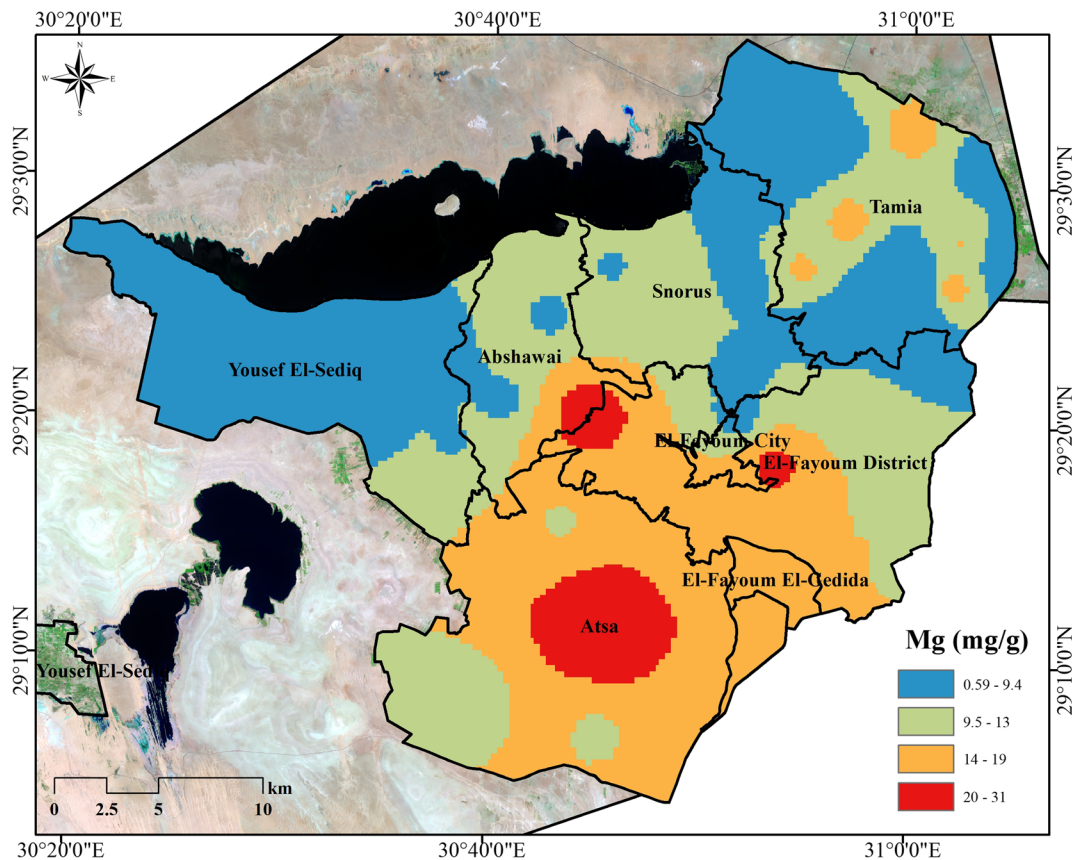 30°20'0"E 30°40'0"E 31°0'0"E
N
W E
S
29°30'0"N
29°30'0"N
Tamia
Snorus
Abshawai
Yousef El-Sediq
29°20'0"N
29°20'0"N
El-Fayoum City
El-Fayoum District
El-Fayoum El-Gedida
Atsa
29°10'0"N
29°10'0"N
Yousef El-Sed
Mg (mg/g)
0.59 - 9.4
9.5 - 13
14 - 19
20 - 31
km
0 2.5 5 10
30°20'0"E 30°40'0"E 31°0'0"E